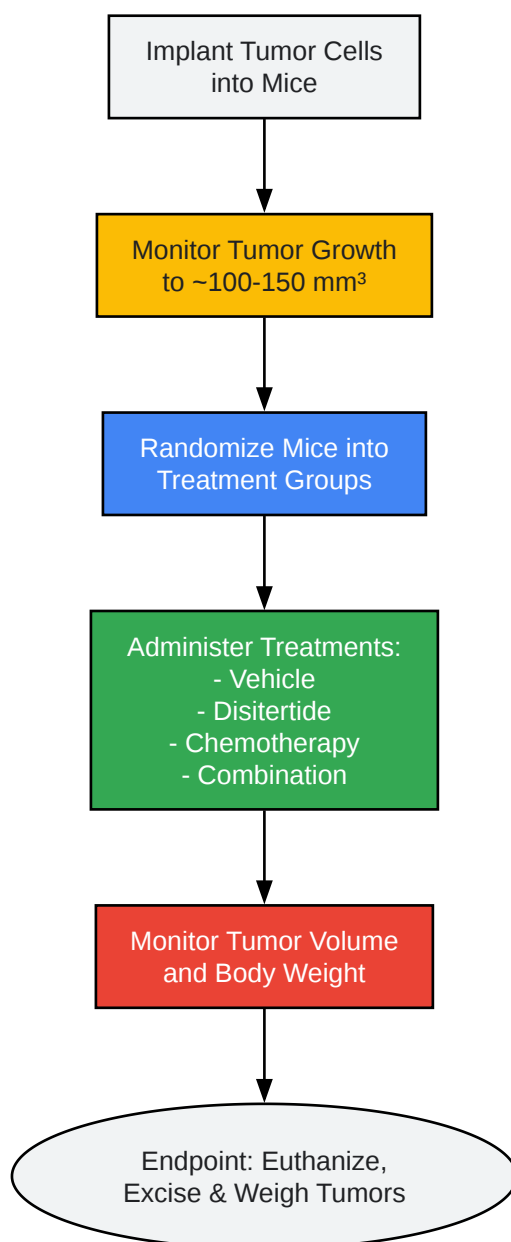 Implant Tumor Cells
into Mice
Monitor Tumor Growth
to ~100-150 mm³
Randomize Mice into
Treatment Groups
Administer Treatments:
- Vehicle
- Disitertide
- Chemotherapy
- Combination
Monitor Tumor Volume
and Body Weight
Endpoint: Euthanize,
Excise & Weigh Tumors